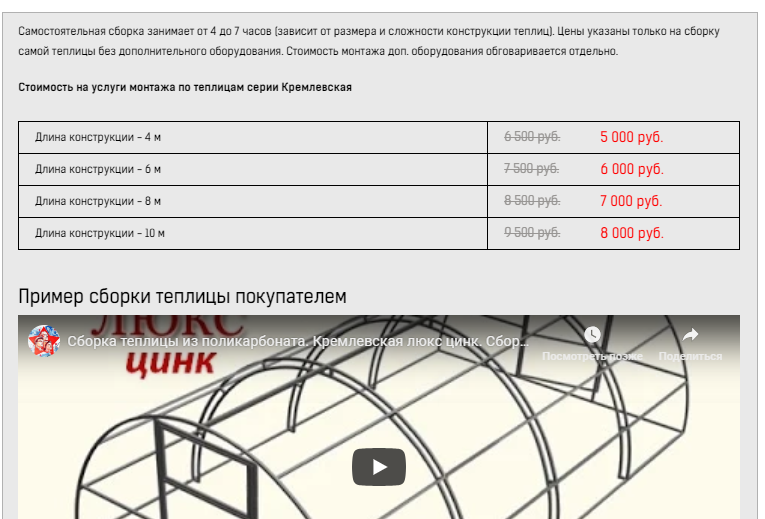 Самостоятельная сборка занимает от 4 до 7 часов (зависит от размера и сложности конструкции теплиц). Цены указаны только на сборку
самой теплицы без дополнительного оборудования. Стоимость монтажа доп. оборудования обговаривается отдельно.
Стоимость на услуги монтажа по теплицам серии Кремлевская
Длина конструкции – 4 м 6 500 руб. 5 000 руб.
Длина конструкции – 6 м 7 500 руб. 6 000 руб.
Длина конструкции – 8 м 8 500 руб. 7 000 руб.
Длина конструкции – 10 м 9 500 руб. 8 000 руб.
Пример сборки теплицы покупателем
ЛЮКС
Сборка теплицы из поликарбоната. Кремлевская люкс цинк. Сбор...
Посмотреть позже Поделиться
цинк